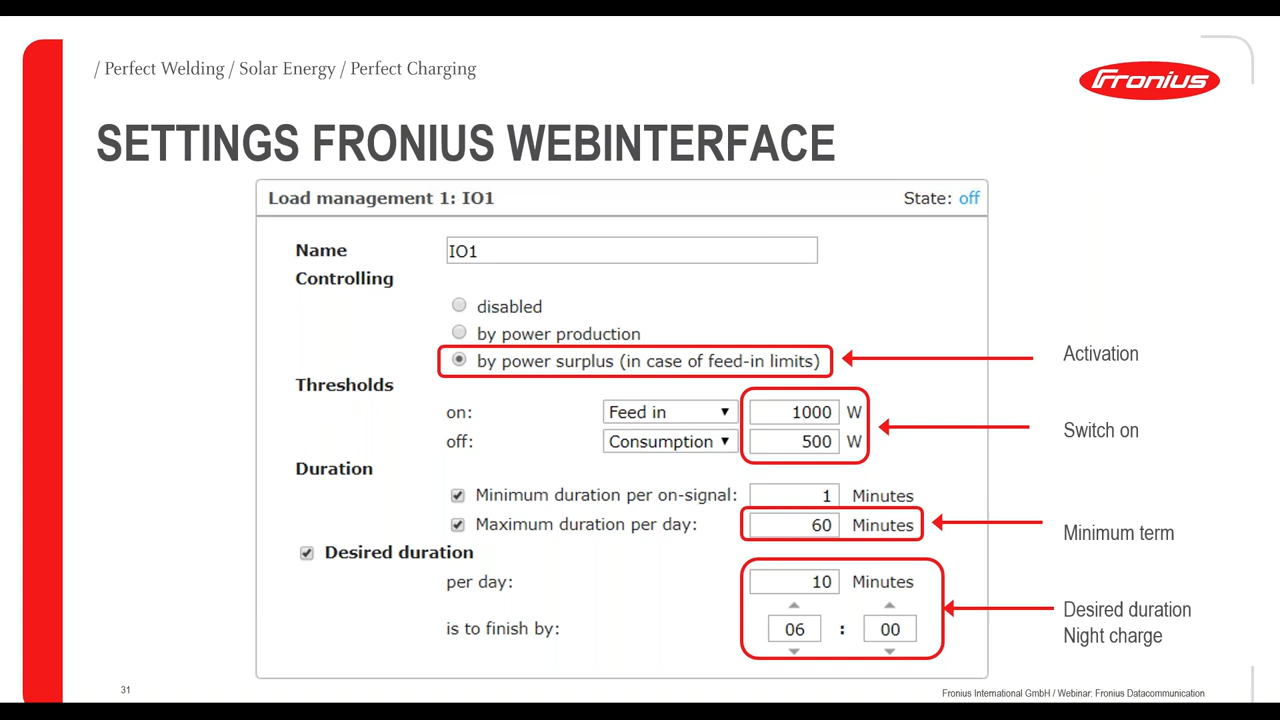 / Perfect Welding / Solar Energy / Perfect Charging
Fronius
SETTINGS FRONIUS WEBINTERFACE
Load management 1: IO1 State: off
Name IO1
Controlling
disabled
by power production
by power surplus (in case of feed-in limits)
Activation
Thresholds
on: Feed in 1000 W
off: Consumption 500 W
Switch on
Duration
Minimum duration per on-signal: 1 Minutes
Maximum duration per day: 60 Minutes
Minimum term
Desired duration
per day: 10 Minutes
is to finish by: 06 : 00
Desired duration
Night charge
31
Fronius International GmbH / Webinar: Fronius Datacommunication